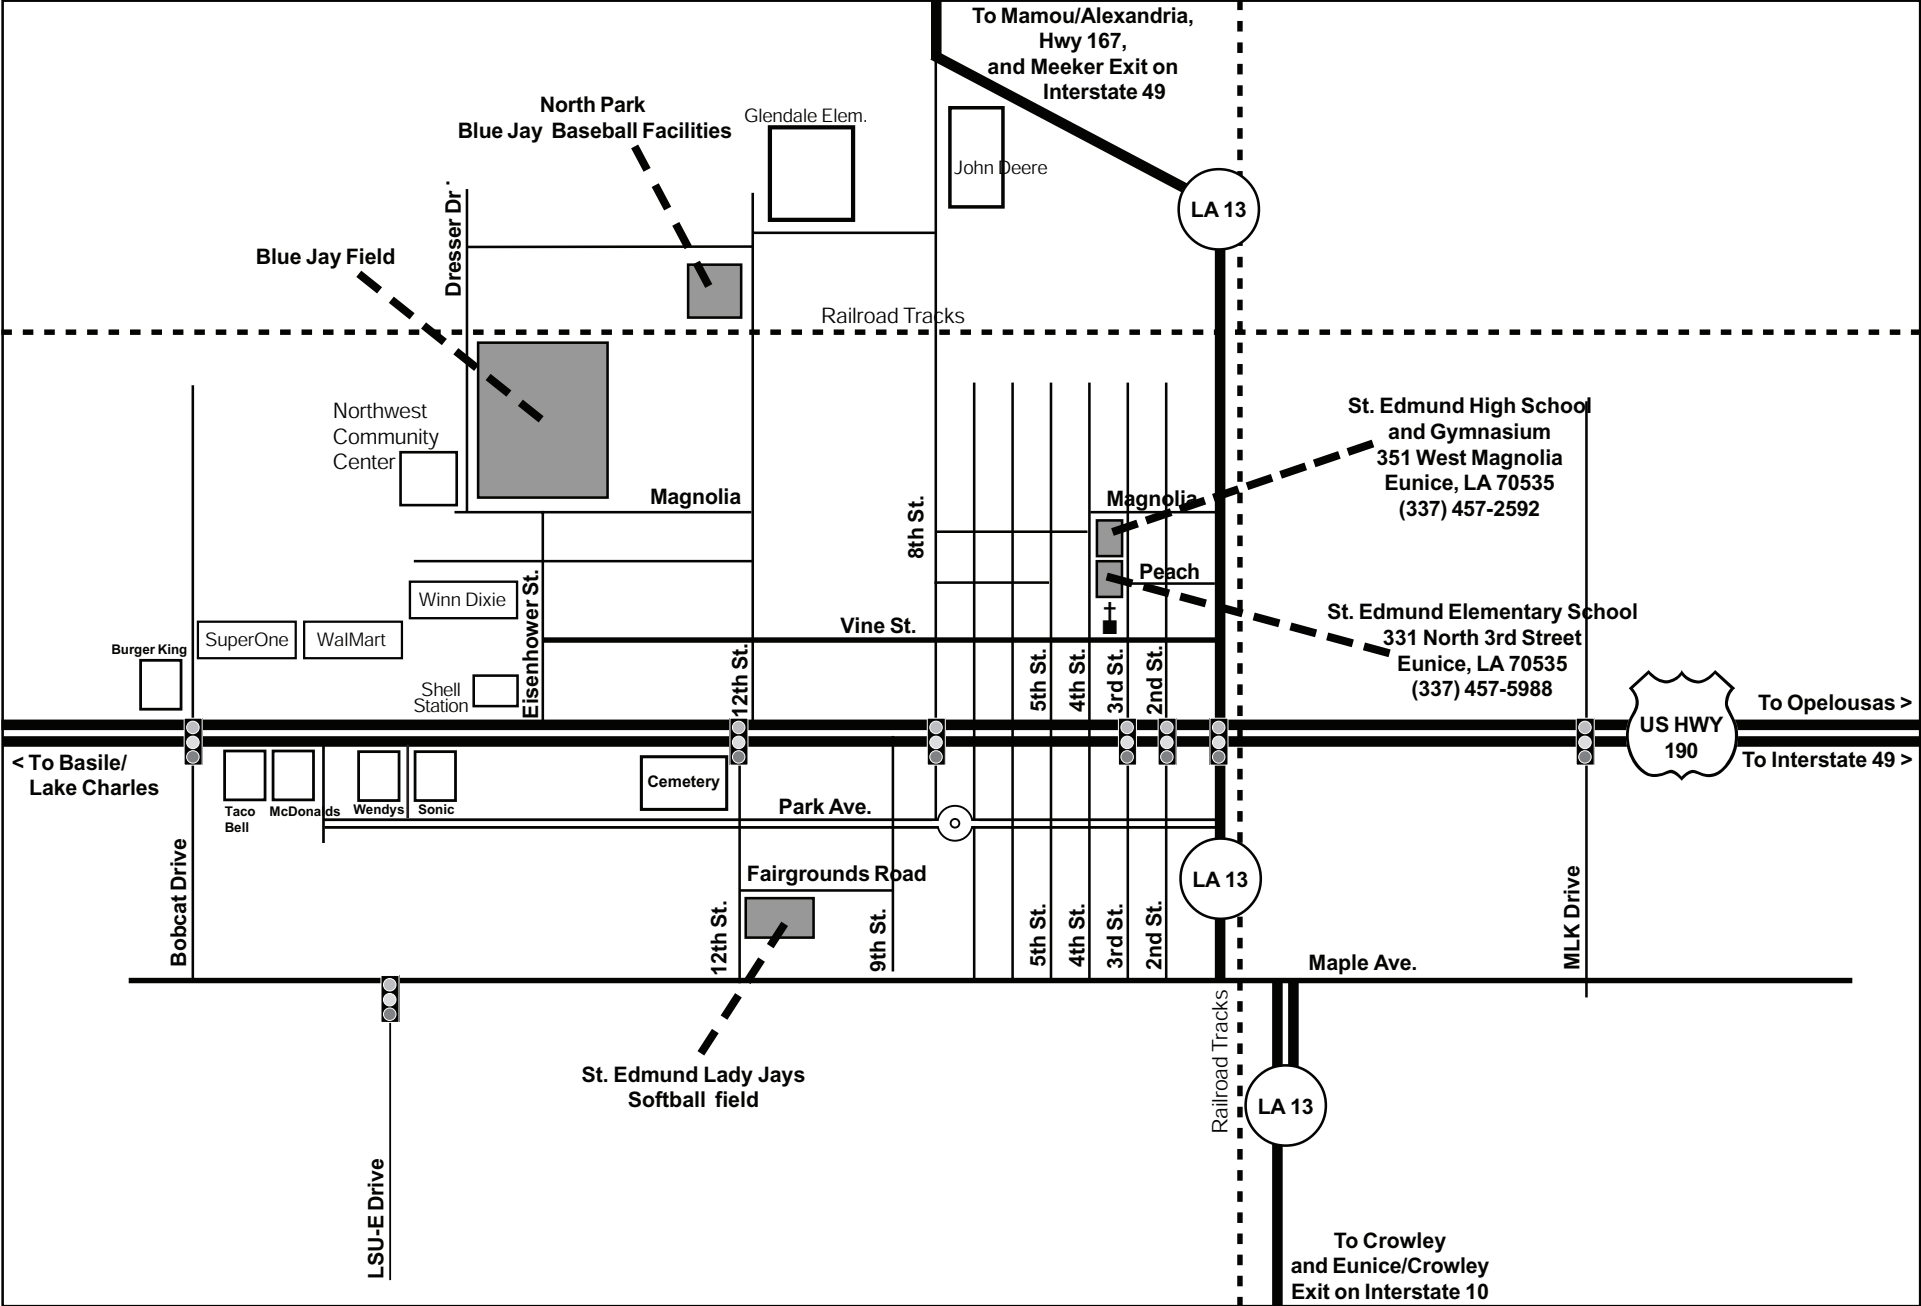 To Mamou/Alexandria,
Hwy 167,
and Meeker Exit on
Interstate 49
North Park
Blue Jay Baseball Facilities
Glendale Elem.
John Deere
LA 13
Dresser Dr.
Blue Jay Field
Railroad Tracks
Northwest
Community
Center
St. Edmund High School
and Gymnasium
351 West Magnolia
Eunice, LA 70535
(337) 457-2592
Magnolia
Magnolia
8th St.
Peach
Winn Dixie
Eisenhower St.
SuperOne
WalMart
Vine St.
St. Edmund Elementary School
331 North 3rd Street
Eunice, LA 70535
(337) 457-5988
Burger King
Shell
Station
12th St.
5th St.
4th St.
3rd St.
2nd St.
US HWY
190
To Opelousas >
To Interstate 49 >
< To Basile/
Lake Charles
Taco
Bell
McDonalds
Wendys
Sonic
Cemetery
Park Ave.
Bobcat Drive
Fairgrounds Road
LA 13
12th St.
9th St.
5th St.
4th St.
3rd St.
2nd St.
MLK Drive
Maple Ave.
Railroad Tracks
St. Edmund Lady Jays
Softball field
LA 13
LSU-E Drive
To Crowley
and Eunice/Crowley
Exit on Interstate 10